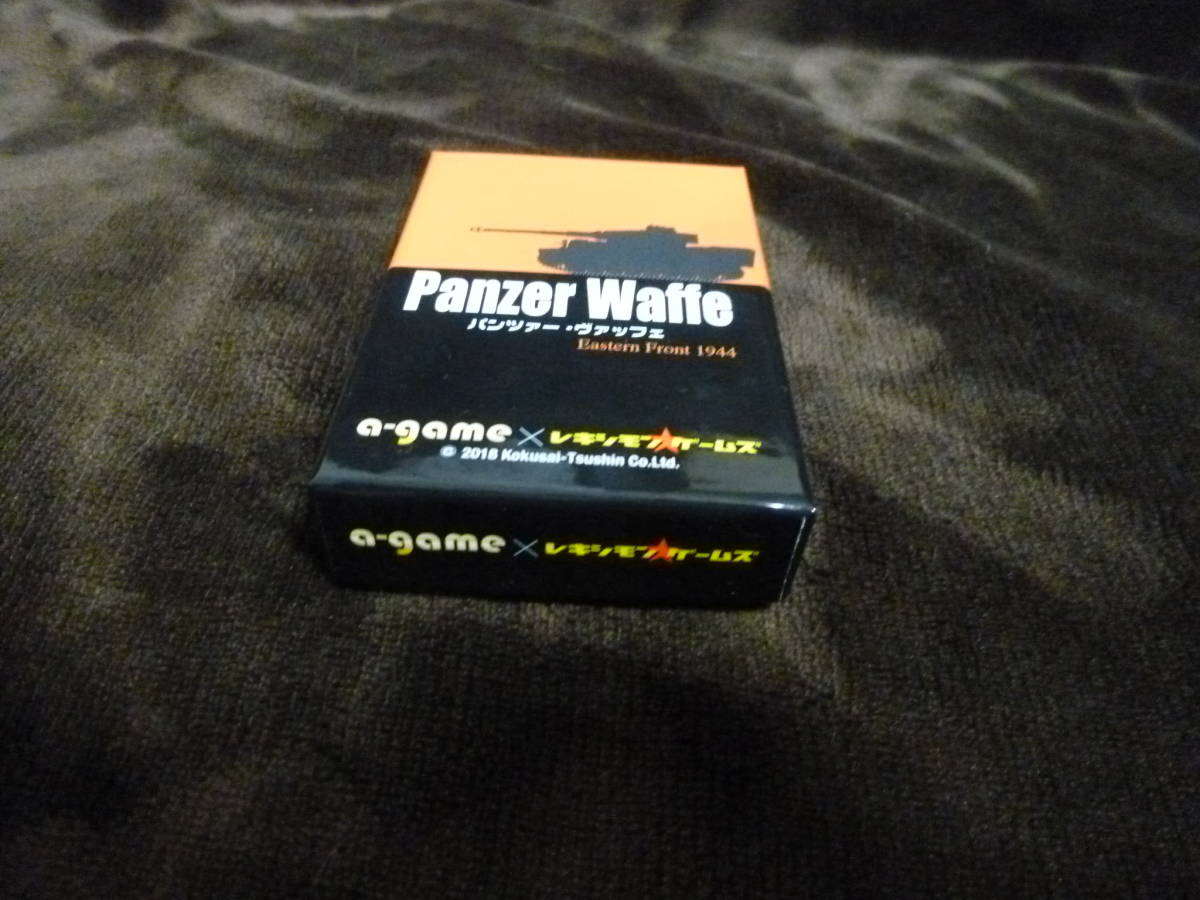 Panzer Waffe
パンツァー・ヴァッフェ
Eastern Front 1944
a-game×レキシモン★ゲームズ
© 2018 Kokusai-Tsushin Co.Ltd.
a-game×レキシモン★ゲームズ